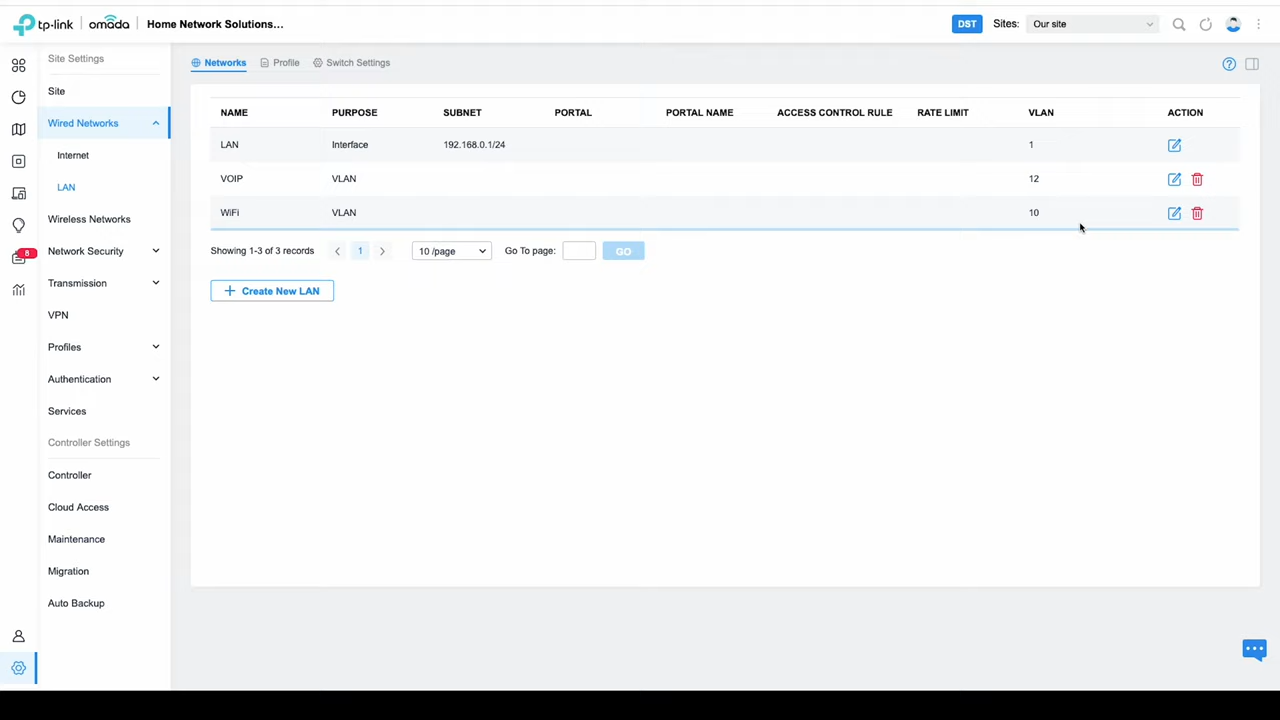 tp-link | omada | Home Network Solutions...
DST Sites: Our site
Site Settings
Site
Wired Networks
Internet
LAN
Wireless Networks
Network Security
8
Transmission
VPN
Profiles
Authentication
Services
Controller Settings
Controller
Cloud Access
Maintenance
Migration
Auto Backup
Networks Profile Switch Settings
NAME PURPOSE SUBNET PORTAL PORTAL NAME ACCESS CONTROL RULE RATE LIMIT VLAN ACTION
LAN Interface 192.168.0.1/24 1
VOIP VLAN 12
WiFi VLAN 10
Showing 1-3 of 3 records < 1 > 10 /page Go To page: GO
+ Create New LAN